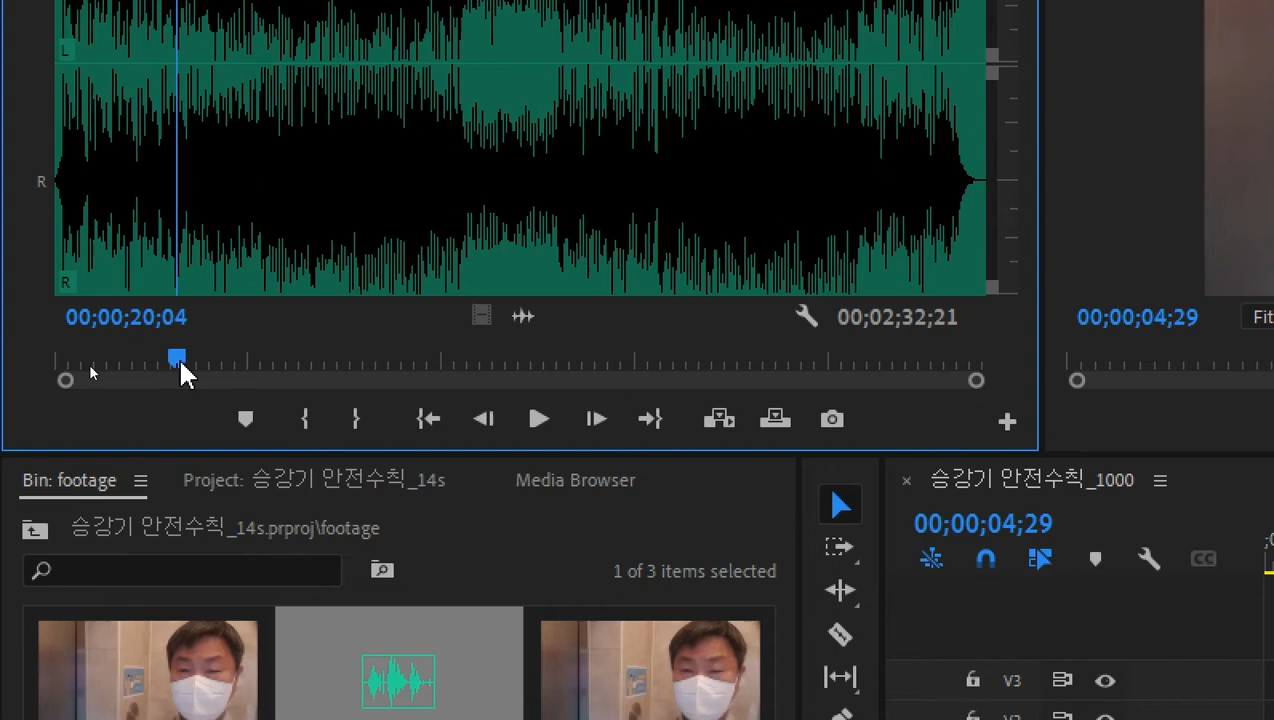 L
R
R
00;00;20;04
00;02;32;21
00;00;04;29
Fit
Bin: footage
Project: 승강기 안전수칙_14s
Media Browser
승강기 안전수칙_1000
승강기 안전수칙_14s.prproj\footage
00;00;04;29
CC
1 of 3 items selected
V3